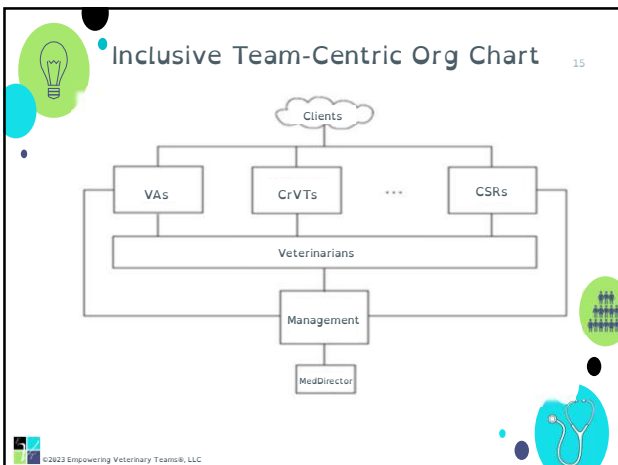 Inclusive Team-Centric Org Chart
15
Clients
VAs
CrVTs
...
CSRs
Veterinarians
Management
MedDirector
©2023 Empowering Veterinary Teams®, LLC